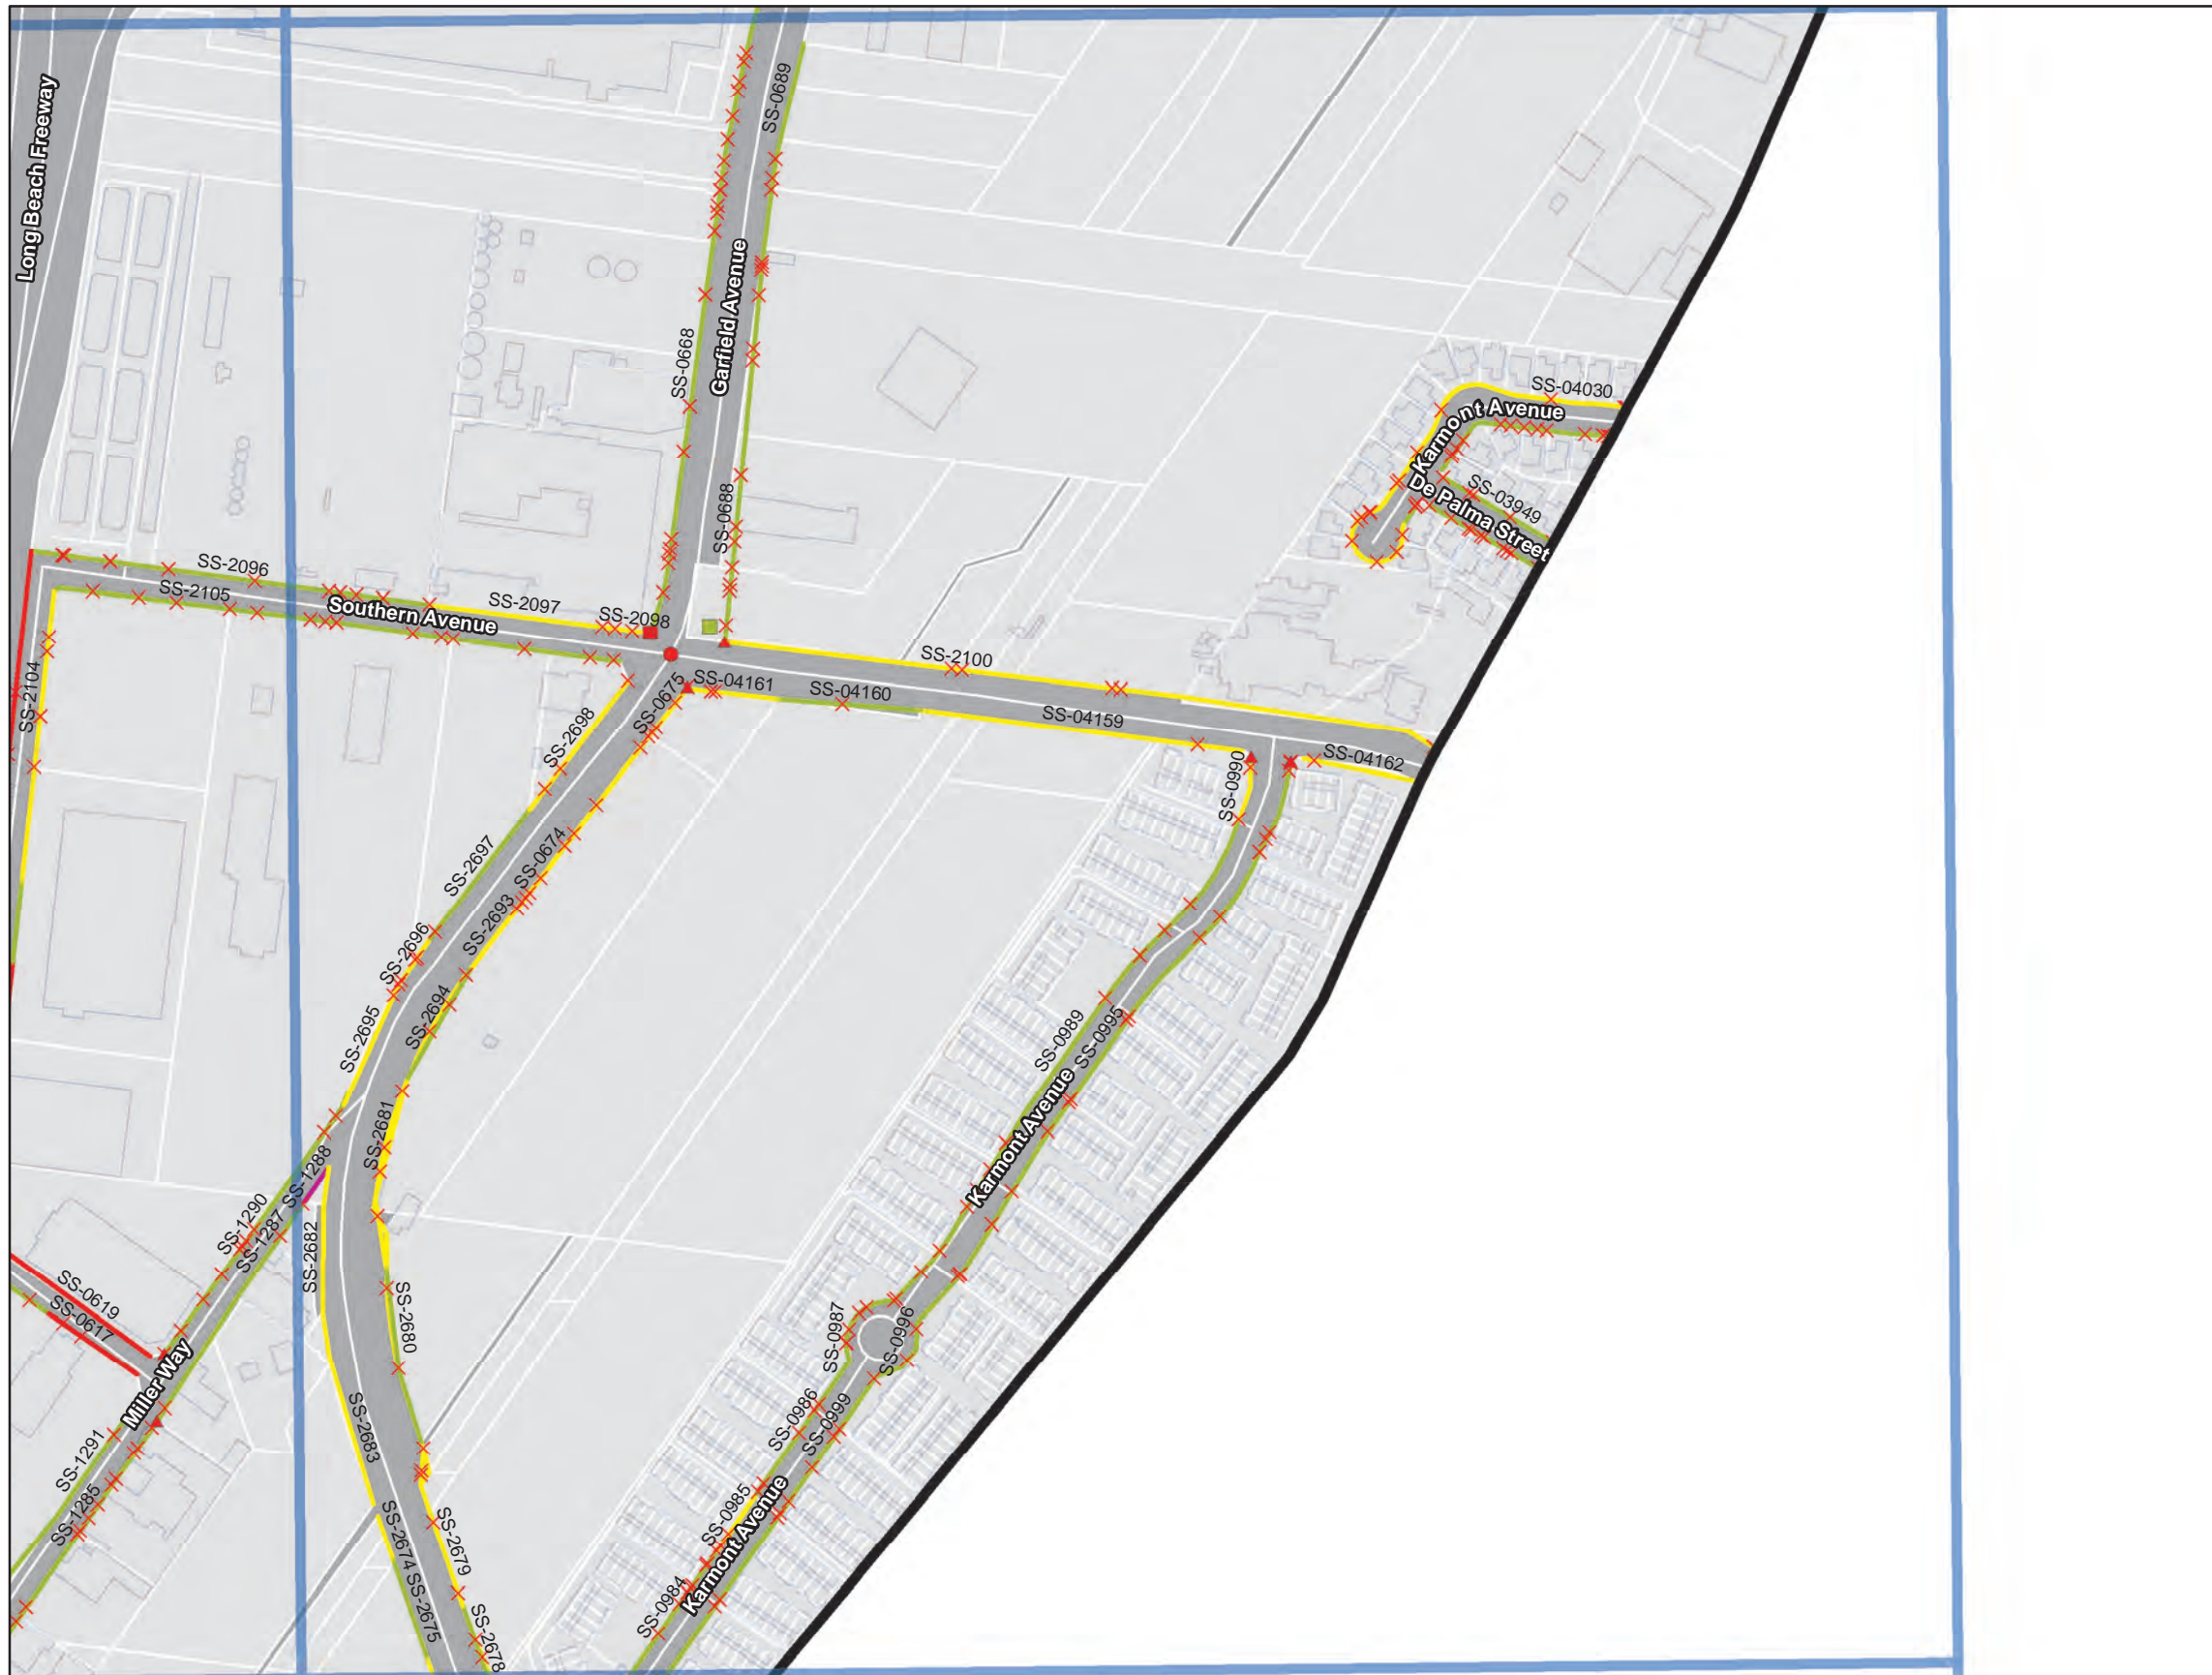 Long Beach Freeway
SS-0689
Garfield Avenue
SS-0668
SS-04030
Karmont Avenue
SS-03949
De Palma Street
SS-0688
SS-2096
SS-2105
Southern Avenue
SS-2097
SS-2098
SS-2104
SS-2100
SS-0675
SS-04161
SS-04160
SS-04159
SS-04162
SS-0990
SS-2698
SS-2697
SS-0674
SS-2693
SS-2696
SS-2694
SS-2695
SS-0989
SS-0995
Karmont Avenue
SS-2681
SS-1288
SS-1290
SS-1287
SS-2682
SS-0619
SS-0617
SS-2680
SS-0987
SS-0996
Miller Way
SS-2683
SS-0986
SS-0999
SS-1291
SS-1285
SS-0985
Karmont Avenue
SS-2674
SS-2679
SS-2675
SS-0984
SS-2678